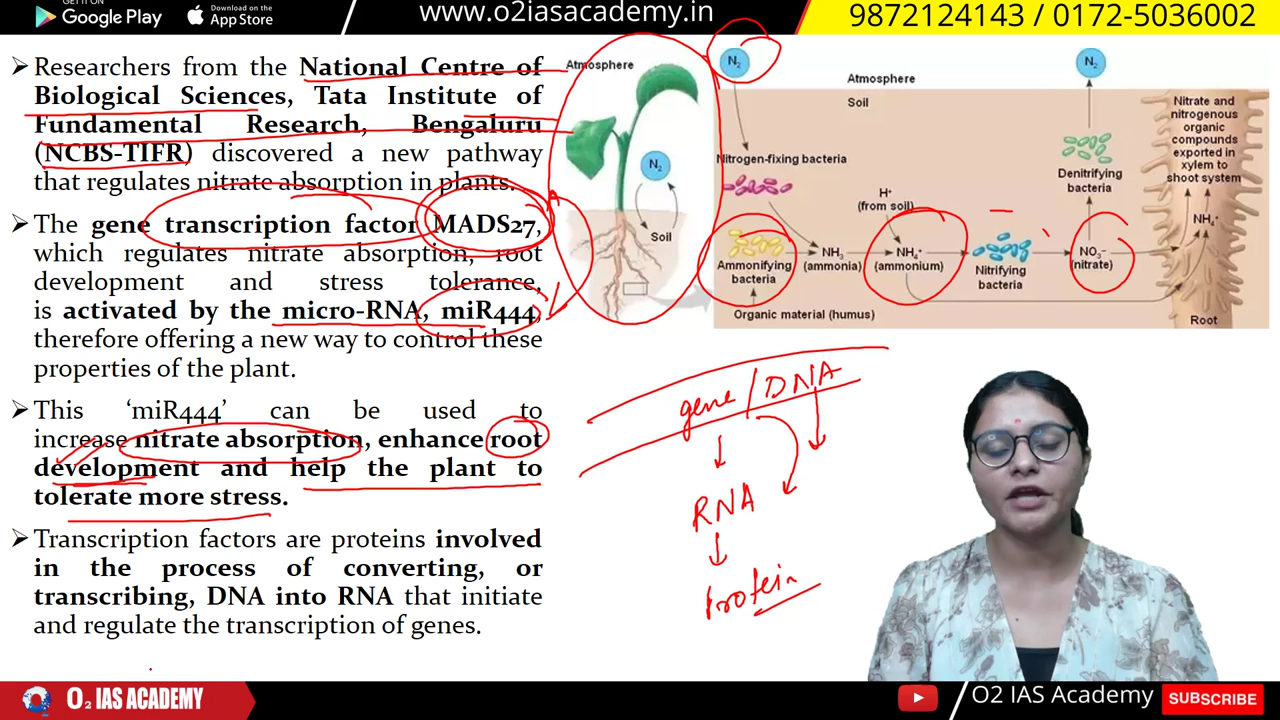 GET IT ON
Google Play
Download on the
App Store
www.o2iasacademy.in
9872124143 / 0172-5036002
➢ Researchers from the National Centre of
Biological Sciences, Tata Institute of
Fundamental Research, Bengaluru
(NCBS-TIFR) discovered a new pathway
that regulates nitrate absorption in plants.
➢ The gene transcription factor MADS27,
which regulates nitrate absorption, root
development and stress tolerance,
is activated by the micro-RNA, miR444,
therefore offering a new way to control these
properties of the plant.
➢ This ‘miR444’ can be used to
increase nitrate absorption, enhance root
development and help the plant to
tolerate more stress.
➢ Transcription factors are proteins involved
in the process of converting, or
transcribing, DNA into RNA that initiate
and regulate the transcription of genes.
Atmosphere
N2
Soil
N2
Atmosphere
Soil
Nitrogen-fixing bacteria
Ammonifying
bacteria
Organic material (humus)
NH3
(ammonia)
H+
(from soil)
NH4+
(ammonium)
Nitrifying
bacteria
N2
Denitrifying
bacteria
NO3−
(nitrate)
Nitrate and
nitrogenous
organic
compounds
exported in
xylem to
shoot system
NH4+
Root
gene / DNA
RNA
Protein
O2 IAS ACADEMY
O2 IAS Academy
SUBSCRIBE